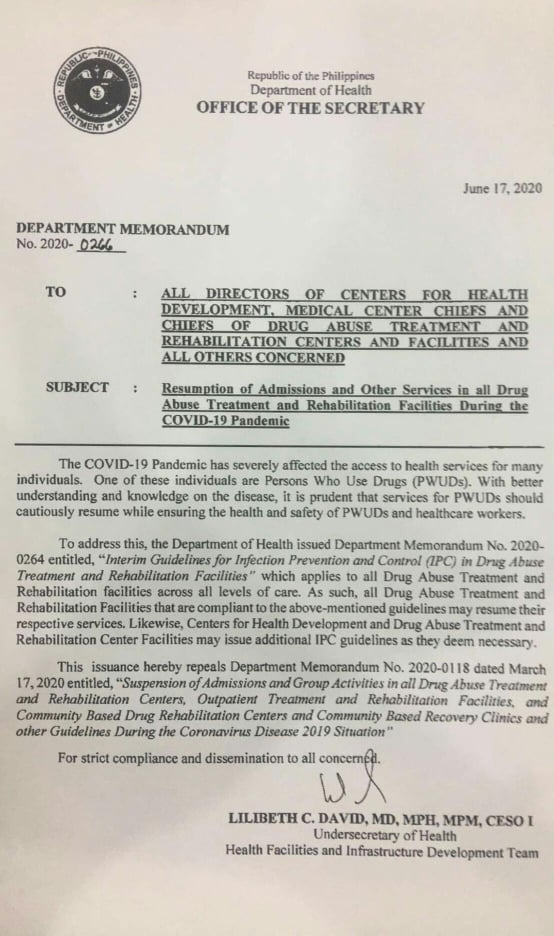 REPUBLIC OF THE PHILIPPINES
DEPARTMENT OF HEALTH
Republic of the Philippines
Department of Health
OFFICE OF THE SECRETARY
June 17, 2020
DEPARTMENT MEMORANDUM
No. 2020- 0266
TO : ALL DIRECTORS OF CENTERS FOR HEALTH
DEVELOPMENT, MEDICAL CENTER CHIEFS AND
CHIEFS OF DRUG ABUSE TREATMENT AND
REHABILITATION CENTERS AND FACILITIES AND
ALL OTHERS CONCERNED
SUBJECT : Resumption of Admissions and Other Services in all Drug
Abuse Treatment and Rehabilitation Facilities During the
COVID-19 Pandemic
The COVID-19 Pandemic has severely affected the access to health services for many
individuals. One of these individuals are Persons Who Use Drugs (PWUDs). With better
understanding and knowledge on the disease, it is prudent that services for PWUDs should
cautiously resume while ensuring the health and safety of PWUDs and healthcare workers.
To address this, the Department of Health issued Department Memorandum No. 2020-
0264 entitled, “Interim Guidelines for Infection Prevention and Control (IPC) in Drug Abuse
Treatment and Rehabilitation Facilities” which applies to all Drug Abuse Treatment and
Rehabilitation facilities across all levels of care. As such, all Drug Abuse Treatment and
Rehabilitation Facilities that are compliant to the above-mentioned guidelines may resume their
respective services. Likewise, Centers for Health Development and Drug Abuse Treatment and
Rehabilitation Center Facilities may issue additional IPC guidelines as they deem necessary.
This issuance hereby repeals Department Memorandum No. 2020-0118 dated March
17, 2020 entitled, “Suspension of Admissions and Group Activities in all Drug Abuse Treatment
and Rehabilitation Centers, Outpatient Treatment and Rehabilitation Facilities, and
Community Based Drug Rehabilitation Centers and Community Based Recovery Clinics and
other Guidelines During the Coronavirus Disease 2019 Situation”
For strict compliance and dissemination to all concerned.
LILIBETH C. DAVID, MD, MPH, MPM, CESO I
Undersecretary of Health
Health Facilities and Infrastructure Development Team